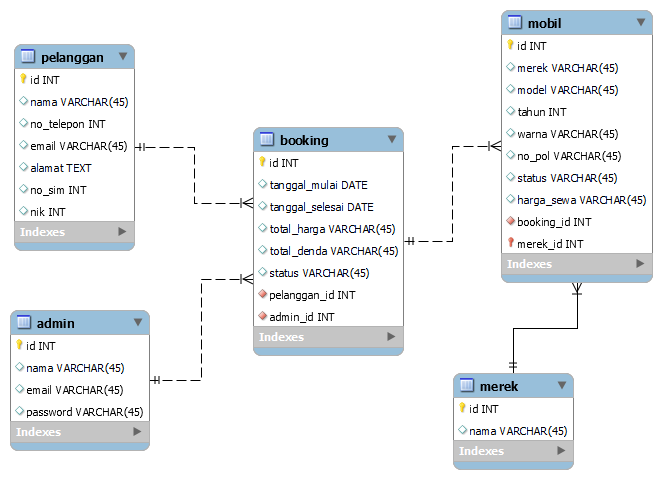 pelanggan
id INT
nama VARCHAR(45)
no_telepon INT
email VARCHAR(45)
alamat TEXT
no_sim INT
nik INT
Indexes
admin
id INT
nama VARCHAR(45)
email VARCHAR(45)
password VARCHAR(45)
Indexes
booking
id INT
tanggal_mulai DATE
tanggal_selesai DATE
total_harga VARCHAR(45)
total_denda VARCHAR(45)
status VARCHAR(45)
pelanggan_id INT
admin_id INT
Indexes
mobil
id INT
merek VARCHAR(45)
model VARCHAR(45)
tahun INT
warna VARCHAR(45)
no_pol VARCHAR(45)
status VARCHAR(45)
harga_sewa VARCHAR(45)
booking_id INT
merek_id INT
Indexes
merek
id INT
nama VARCHAR(45)
Indexes